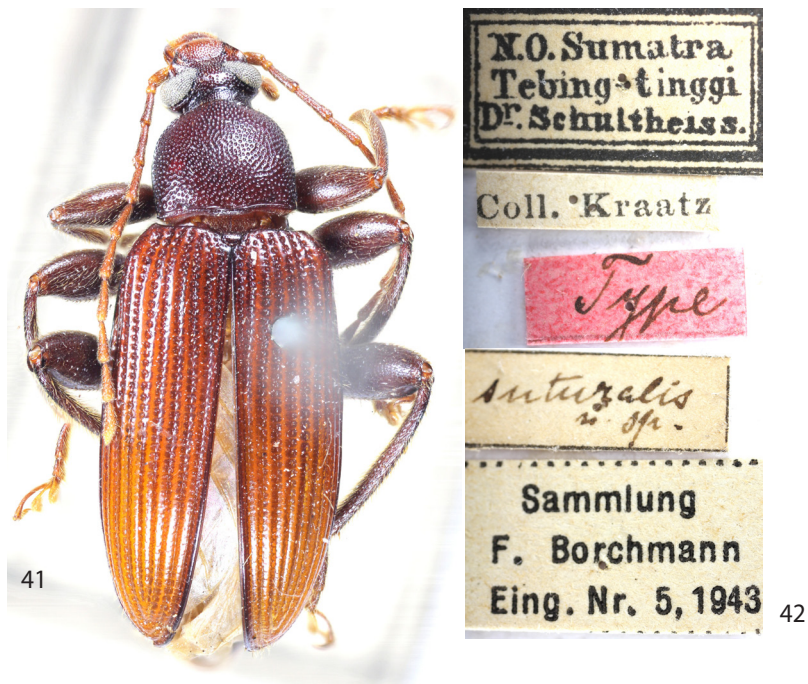 N.O. Sumatra
Tebing-tinggi
Dr. Schultheiss.
Coll. Kraatz
Type
suturalis
n. sp.
Sammlung
F. Borchmann
Eing. Nr. 5, 1943
41
42